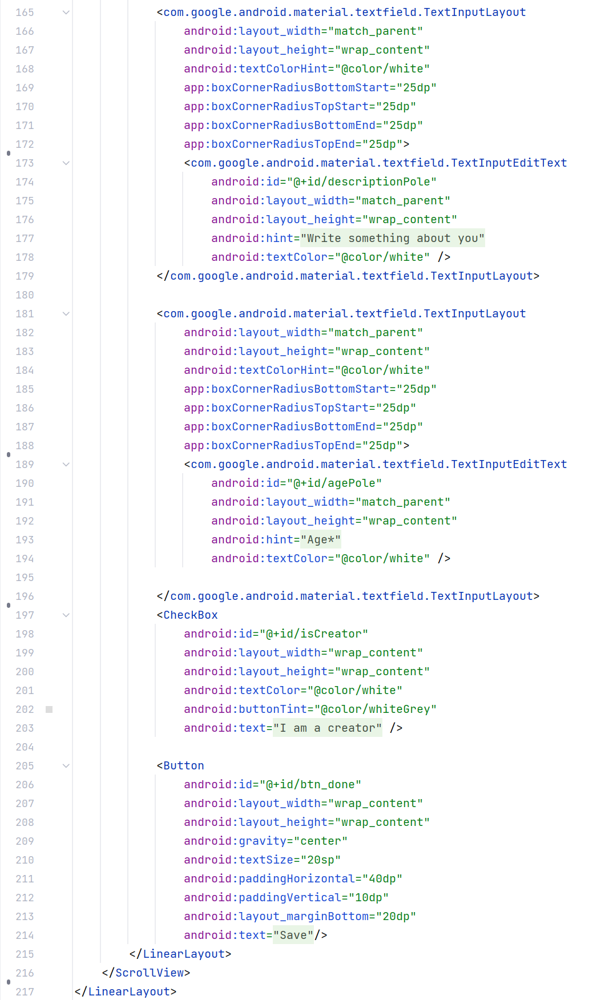 165 <com.google.android.material.textfield.TextInputLayout
166 android:layout_width="match_parent"
167 android:layout_height="wrap_content"
168 android:textColorHint="@color/white"
169 app:boxCornerRadiusBottomStart="25dp"
170 app:boxCornerRadiusTopStart="25dp"
171 app:boxCornerRadiusBottomEnd="25dp"
172 app:boxCornerRadiusTopEnd="25dp">
173 <com.google.android.material.textfield.TextInputEditText
174 android:id="@+id/descriptionPole"
175 android:layout_width="match_parent"
176 android:layout_height="wrap_content"
177 android:hint="Write something about you"
178 android:textColor="@color/white" />
179 </com.google.android.material.textfield.TextInputLayout>
180
181 <com.google.android.material.textfield.TextInputLayout
182 android:layout_width="match_parent"
183 android:layout_height="wrap_content"
184 android:textColorHint="@color/white"
185 app:boxCornerRadiusBottomStart="25dp"
186 app:boxCornerRadiusTopStart="25dp"
187 app:boxCornerRadiusBottomEnd="25dp"
188 app:boxCornerRadiusTopEnd="25dp">
189 <com.google.android.material.textfield.TextInputEditText
190 android:id="@+id/agePole"
191 android:layout_width="match_parent"
192 android:layout_height="wrap_content"
193 android:hint="Age*"
194 android:textColor="@color/white" />
195
196 </com.google.android.material.textfield.TextInputLayout>
197 <CheckBox
198 android:id="@+id/isCreator"
199 android:layout_width="wrap_content"
200 android:layout_height="wrap_content"
201 android:textColor="@color/white"
202 android:buttonTint="@color/whiteGrey"
203 android:text="I am a creator" />
204
205 <Button
206 android:id="@+id/btn_done"
207 android:layout_width="wrap_content"
208 android:layout_height="wrap_content"
209 android:gravity="center"
210 android:textSize="20sp"
211 android:paddingHorizontal="40dp"
212 android:paddingVertical="10dp"
213 android:layout_marginBottom="20dp"
214 android:text="Save"/>
215 </LinearLayout>
216 </ScrollView>
217 </LinearLayout>